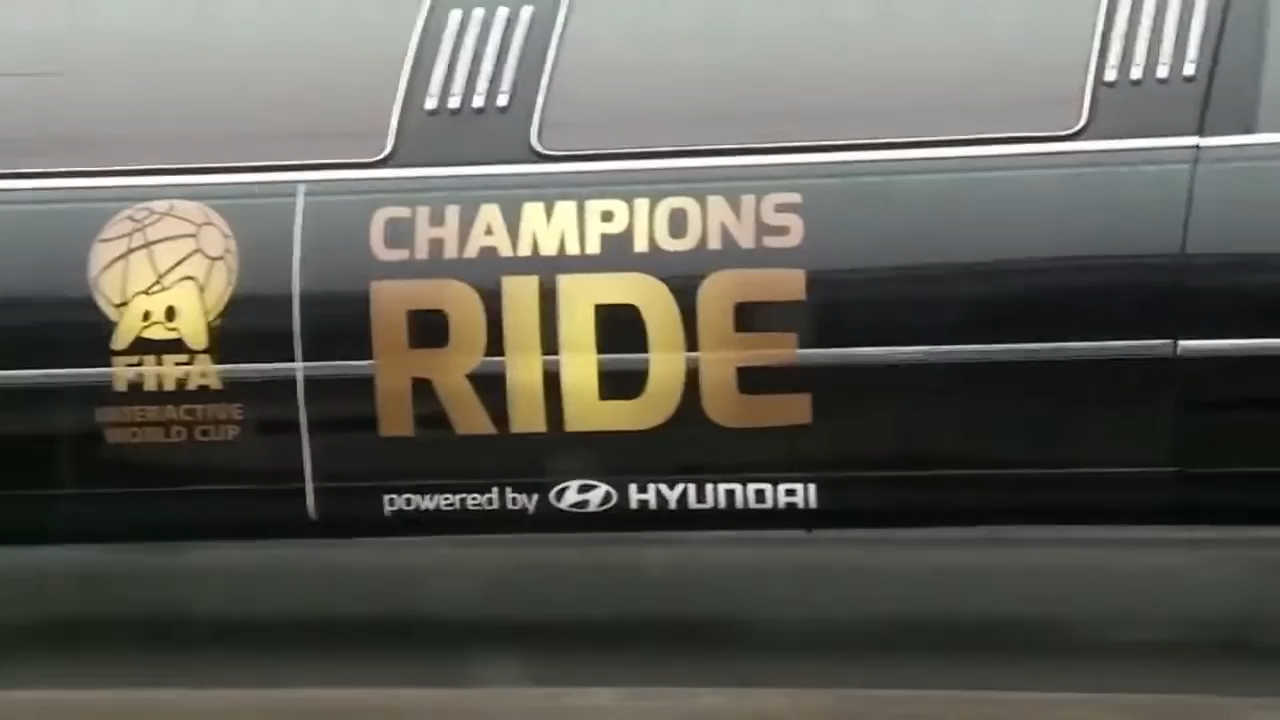 FIFA
INTERACTIVE
WORLD CUP
CHAMPIONS
RIDE
powered by HYUNDAI